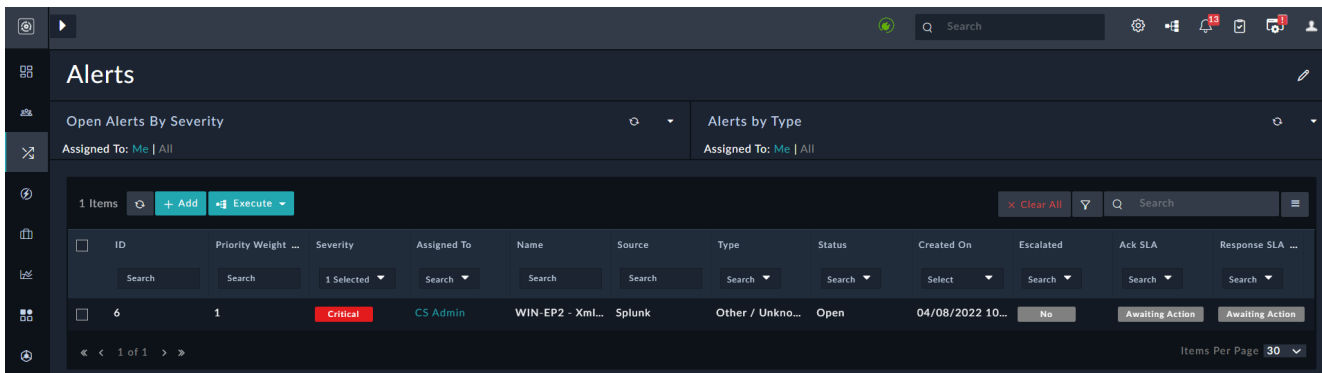 13
!
Search
Alerts
Open Alerts By Severity
Alerts by Type
Assigned To: Me | All
Assigned To: Me | All
1 Items
+ Add
Execute
× Clear All
Search
ID Priority Weight ... Severity Assigned To Name Source Type Status Created On Escalated Ack SLA Response SLA ...
Search Search 1 Selected Search Search Search Search Search Select Search Search Search
6 1 Critical CS Admin WIN-EP2 - Xml... Splunk Other / Unkno... Open 04/08/2022 10... No Awaiting Action Awaiting Action
« < 1 of 1 > »
Items Per Page 30